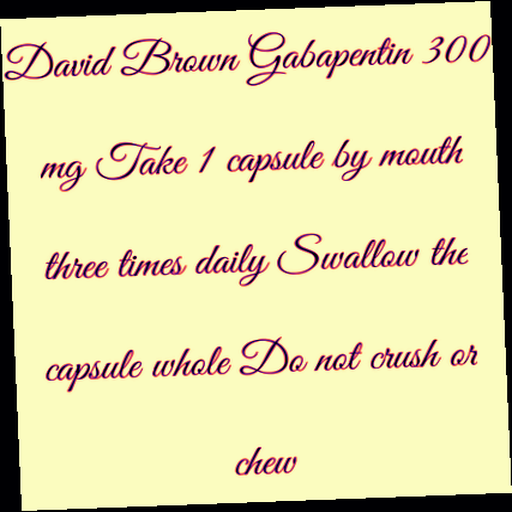 David Brown Gabapentin 300
mg Take 1 capsule by mouth
three times daily Swallow the
capsule whole Do not crush or
chew